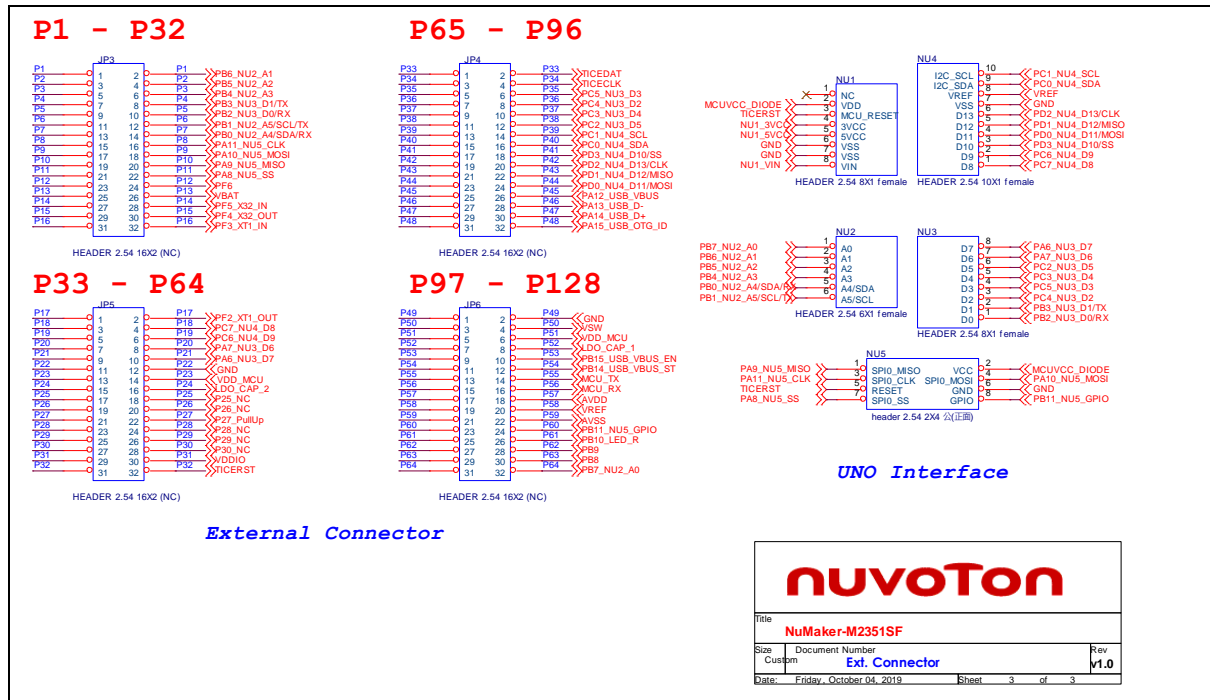 P1 - P32
JP3
P1 1 2 P1 PB6_NU2_A1
P2 3 4 P2 PB5_NU2_A2
P3 5 6 P3 PB4_NU2_A3
P4 7 8 P4 PB3_NU3_D1/TX
P5 9 10 P5 PB2_NU3_D0/RX
P6 11 12 P6 PB1_NU2_A5/SCL/TX
P7 13 14 P7 PB0_NU2_A4/SDA/RX
P8 15 16 P8 PA11_NU5_CLK
P9 17 18 P9 PA10_NU5_MOSI
P10 19 20 P10 PA9_NU5_MISO
P11 21 22 P11 PA8_NU5_SS
P12 23 24 P12 PF6
P13 25 26 P13 VBAT
P14 27 28 P14 PF5_X32_IN
P15 29 30 P15 PF4_X32_OUT
P16 31 32 P16 PF3_XT1_IN
HEADER 2.54 16X2 (NC)
P65 - P96
JP4
P33 1 2 P33 TICEDAT
P34 3 4 P34 TICECLK
P35 5 6 P35 PC5_NU3_D3
P36 7 8 P36 PC4_NU3_D2
P37 9 10 P37 PC3_NU3_D4
P38 11 12 P38 PC2_NU3_D5
P39 13 14 P39 PC1_NU4_SCL
P40 15 16 P40 PC0_NU4_SDA
P41 17 18 P41 PD3_NU4_D10/SS
P42 19 20 P42 PD2_NU4_D13/CLK
P43 21 22 P43 PD1_NU4_D12/MISO
P44 23 24 P44 PD0_NU4_D11/MOSI
P45 25 26 P45 PA12_USB_VBUS
P46 27 28 P46 PA13_USB_D-
P47 29 30 P47 PA14_USB_D+
P48 31 32 P48 PA15_USB_OTG_ID
HEADER 2.54 16X2 (NC)
P33 - P64
JP5
P17 1 2 P17 PF2_XT1_OUT
P18 3 4 P18 PC7_NU4_D8
P19 5 6 P19 PC6_NU4_D9
P20 7 8 P20 PA7_NU3_D6
P21 9 10 P21 PA6_NU3_D7
P22 11 12 P22 GND
P23 13 14 P23 VDD_MCU
P24 15 16 P24 LDO_CAP_2
P25 17 18 P25 P25_NC
P26 19 20 P26 P26_NC
P27 21 22 P27 P27_PullUp
P28 23 24 P28 P28_NC
P29 25 26 P29 P29_NC
P30 27 28 P30 P30_NC
P31 29 30 P31 VDDIO
P32 31 32 P32 TICERST
HEADER 2.54 16X2 (NC)
P97 - P128
JP6
P49 1 2 P49 GND
P50 3 4 P50 VSW
P51 5 6 P51 VDD_MCU
P52 7 8 P52 LDO_CAP_1
P53 9 10 P53 PB15_USB_VBUS_EN
P54 11 12 P54 PB14_USB_VBUS_ST
P55 13 14 P55 MCU_TX
P56 15 16 P56 MCU_RX
P57 17 18 P57 AVDD
P58 19 20 P58 VREF
P59 21 22 P59 AVSS
P60 23 24 P60 PB11_NU5_GPIO
P61 25 26 P61 PB10_LED_R
P62 27 28 P62 PB9
P63 29 30 P63 PB8
P64 31 32 P64 PB7_NU2_A0
HEADER 2.54 16X2 (NC)
External Connector
NU1
1 NC
MCUVCC_DIODE 2 VDD
TICERST 3 MCU_RESET
NU1_3VCC 4 3VCC
NU1_5VCC 5 5VCC
GND 6 VSS
GND 7 VSS
NU1_VIN 8 VIN
HEADER 2.54 8X1 female
NU4
I2C_SCL 10 PC1_NU4_SCL
I2C_SDA 9 PC0_NU4_SDA
VREF 8 VREF
VSS 7 GND
D13 6 PD2_NU4_D13/CLK
D12 5 PD1_NU4_D12/MISO
D11 4 PD0_NU4_D11/MOSI
D10 3 PD3_NU4_D10/SS
D9 2 PC6_NU4_D9
D8 1 PC7_NU4_D8
HEADER 2.54 10X1 female
NU2
PB7_NU2_A0 1 A0
PB6_NU2_A1 2 A1
PB5_NU2_A2 3 A2
PB4_NU2_A3 4 A3
PB0_NU2_A4/SDA/RX 5 A4/SDA
PB1_NU2_A5/SCL/TX 6 A5/SCL
HEADER 2.54 6X1 female
NU3
D7 8 PA6_NU3_D7
D6 7 PA7_NU3_D6
D5 6 PC2_NU3_D5
D4 5 PC3_NU3_D4
D3 4 PC5_NU3_D3
D2 3 PC4_NU3_D2
D1 2 PB3_NU3_D1/TX
D0 1 PB2_NU3_D0/RX
HEADER 2.54 8X1 female
NU5
PA9_NU5_MISO 1 SPI0_MISO VCC 2 MCUVCC_DIODE
PA11_NU5_CLK 3 SPI0_CLK SPI0_MOSI 4 PA10_NU5_MOSI
TICERST 5 RESET GND 6 GND
PA8_NU5_SS 7 SPI0_SS GPIO 8 PB11_NU5_GPIO
header 2.54 2X4 公(正面)
UNO Interface
nuvoTon
Title
NuMaker-M2351SF
Size Document Number Rev
Custom Ext. Connector v1.0
Date: Friday, October 04, 2019 Sheet 3 of 3